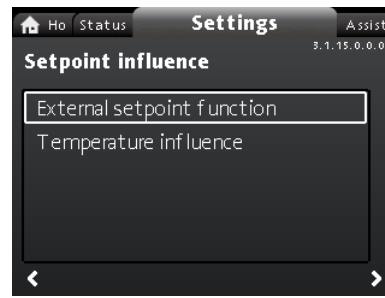 Ho Status Settings Assist
3.1.15.0.0.0
Setpoint influence
External setpoint function
Temperature influence